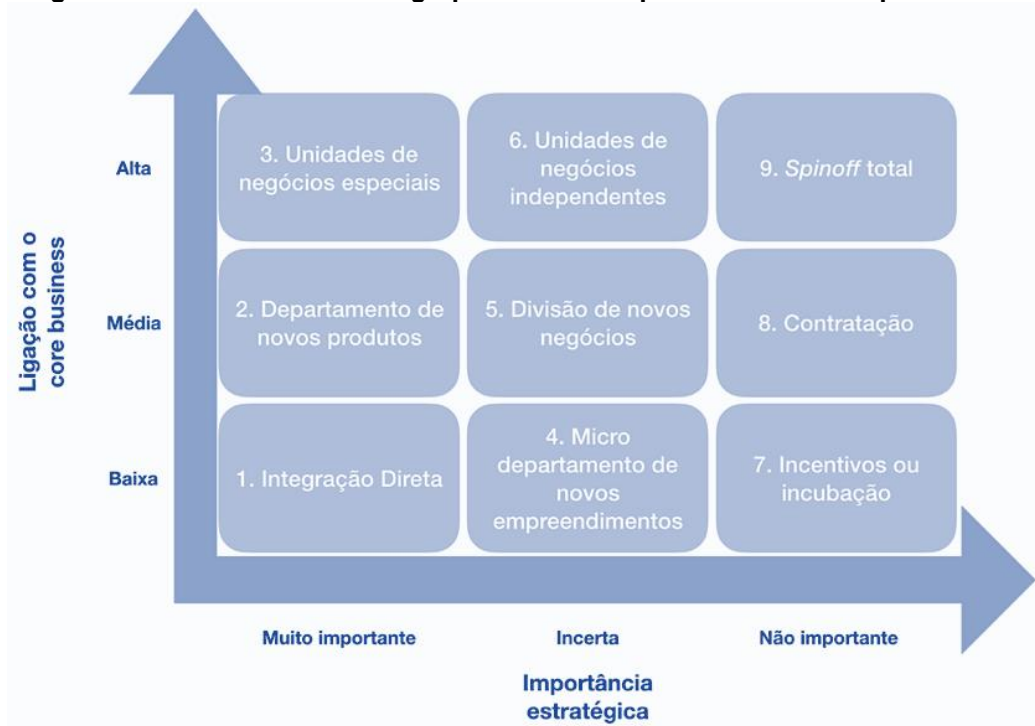 Alta
3. Unidades de
negócios especiais
6. Unidades de
negócios
independentes
9. Spinoff total
Ligação com o
core business
Média
2. Departamento de
novos produtos
5. Divisão de novos
negócios
8. Contratação
Baixa
1. Integração Direta
4. Micro
departamento de
novos
empreendimentos
7. Incentivos ou
incubação
Muito importante
Incerta
Não importante
Importância
estratégica